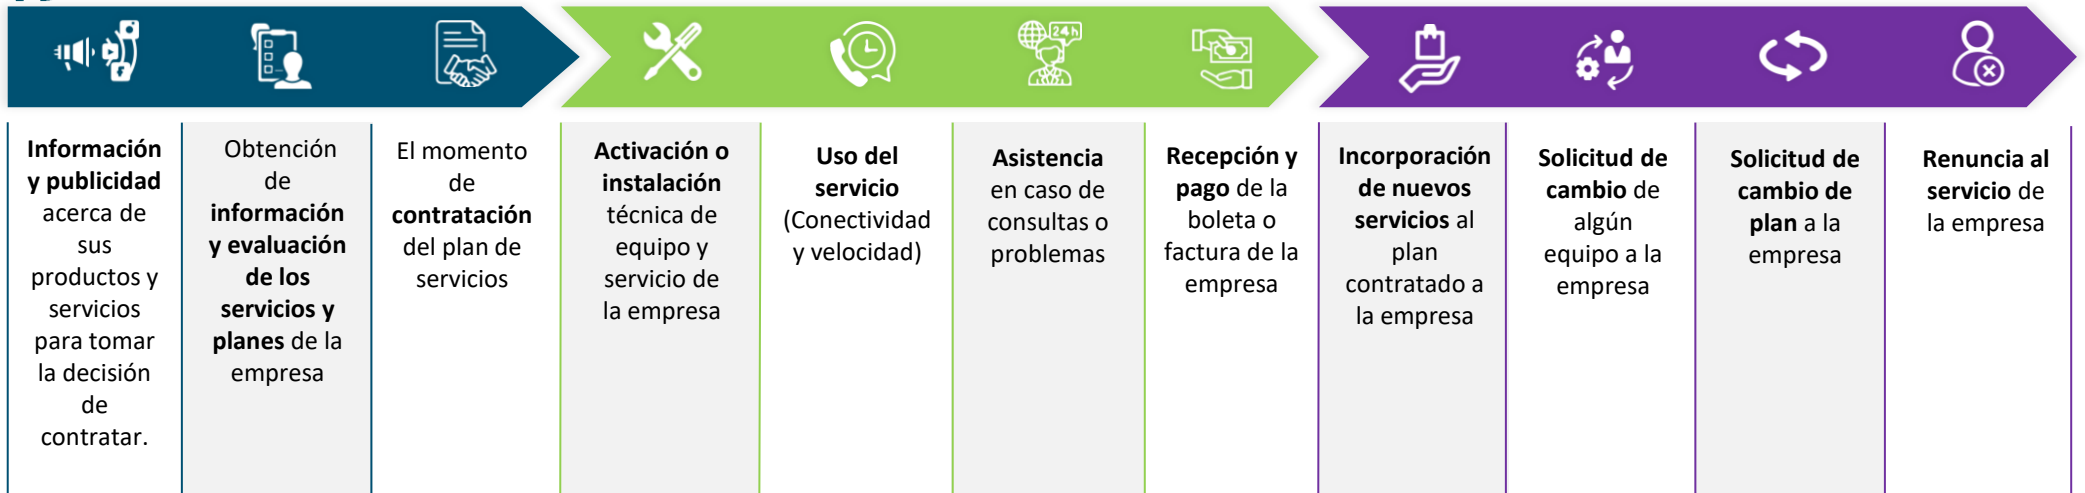 24h
Información
y publicidad
acerca de
sus
productos y
servicios
para tomar
la decisión
de
contratar.
Obtención
de
información
y evaluación
de los
servicios y
planes de la
empresa
El momento
de
contratación
del plan de
servicios
Activación o
instalación
técnica de
equipo y
servicio de
la empresa
Uso del
servicio
(Conectividad
y velocidad)
Asistencia
en caso de
consultas o
problemas
Recepción y
pago de la
boleta o
factura de la
empresa
Incorporación
de nuevos
servicios al
plan
contratado a
la empresa
Solicitud de
cambio de
algún
equipo a la
empresa
Solicitud de
cambio de
plan a la
empresa
Renuncia al
servicio de
la empresa